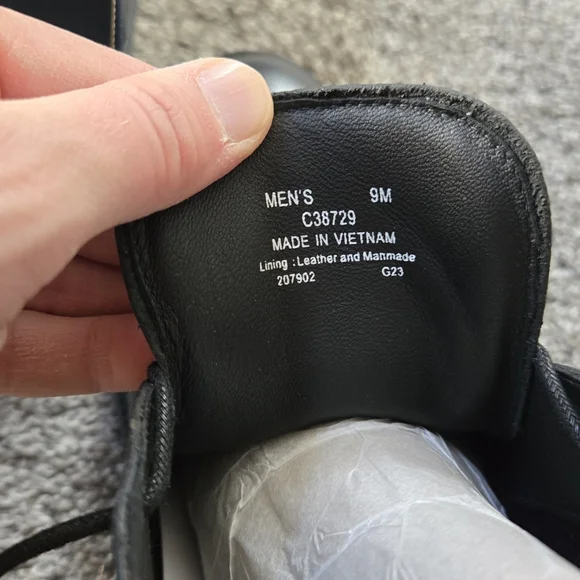 MEN'S 9M
C38729
MADE IN VIETNAM
Lining : Leather and Manmade
207902 G23